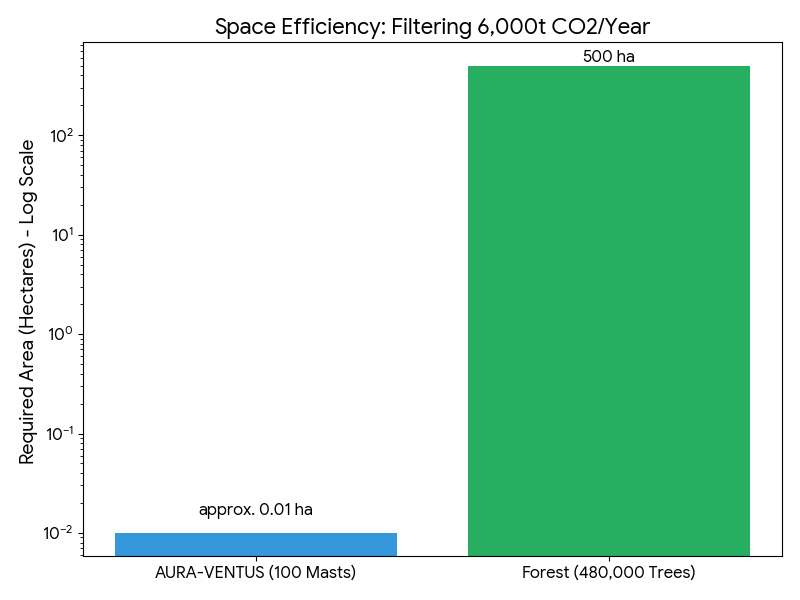 Space Efficiency: Filtering 6,000t CO2/Year
Required Area (Hectares) - Log Scale
10²
10¹
10⁰
10⁻¹
10⁻²
500 ha
approx. 0.01 ha
AURA-VENTUS (100 Masts)
Forest (480,000 Trees)